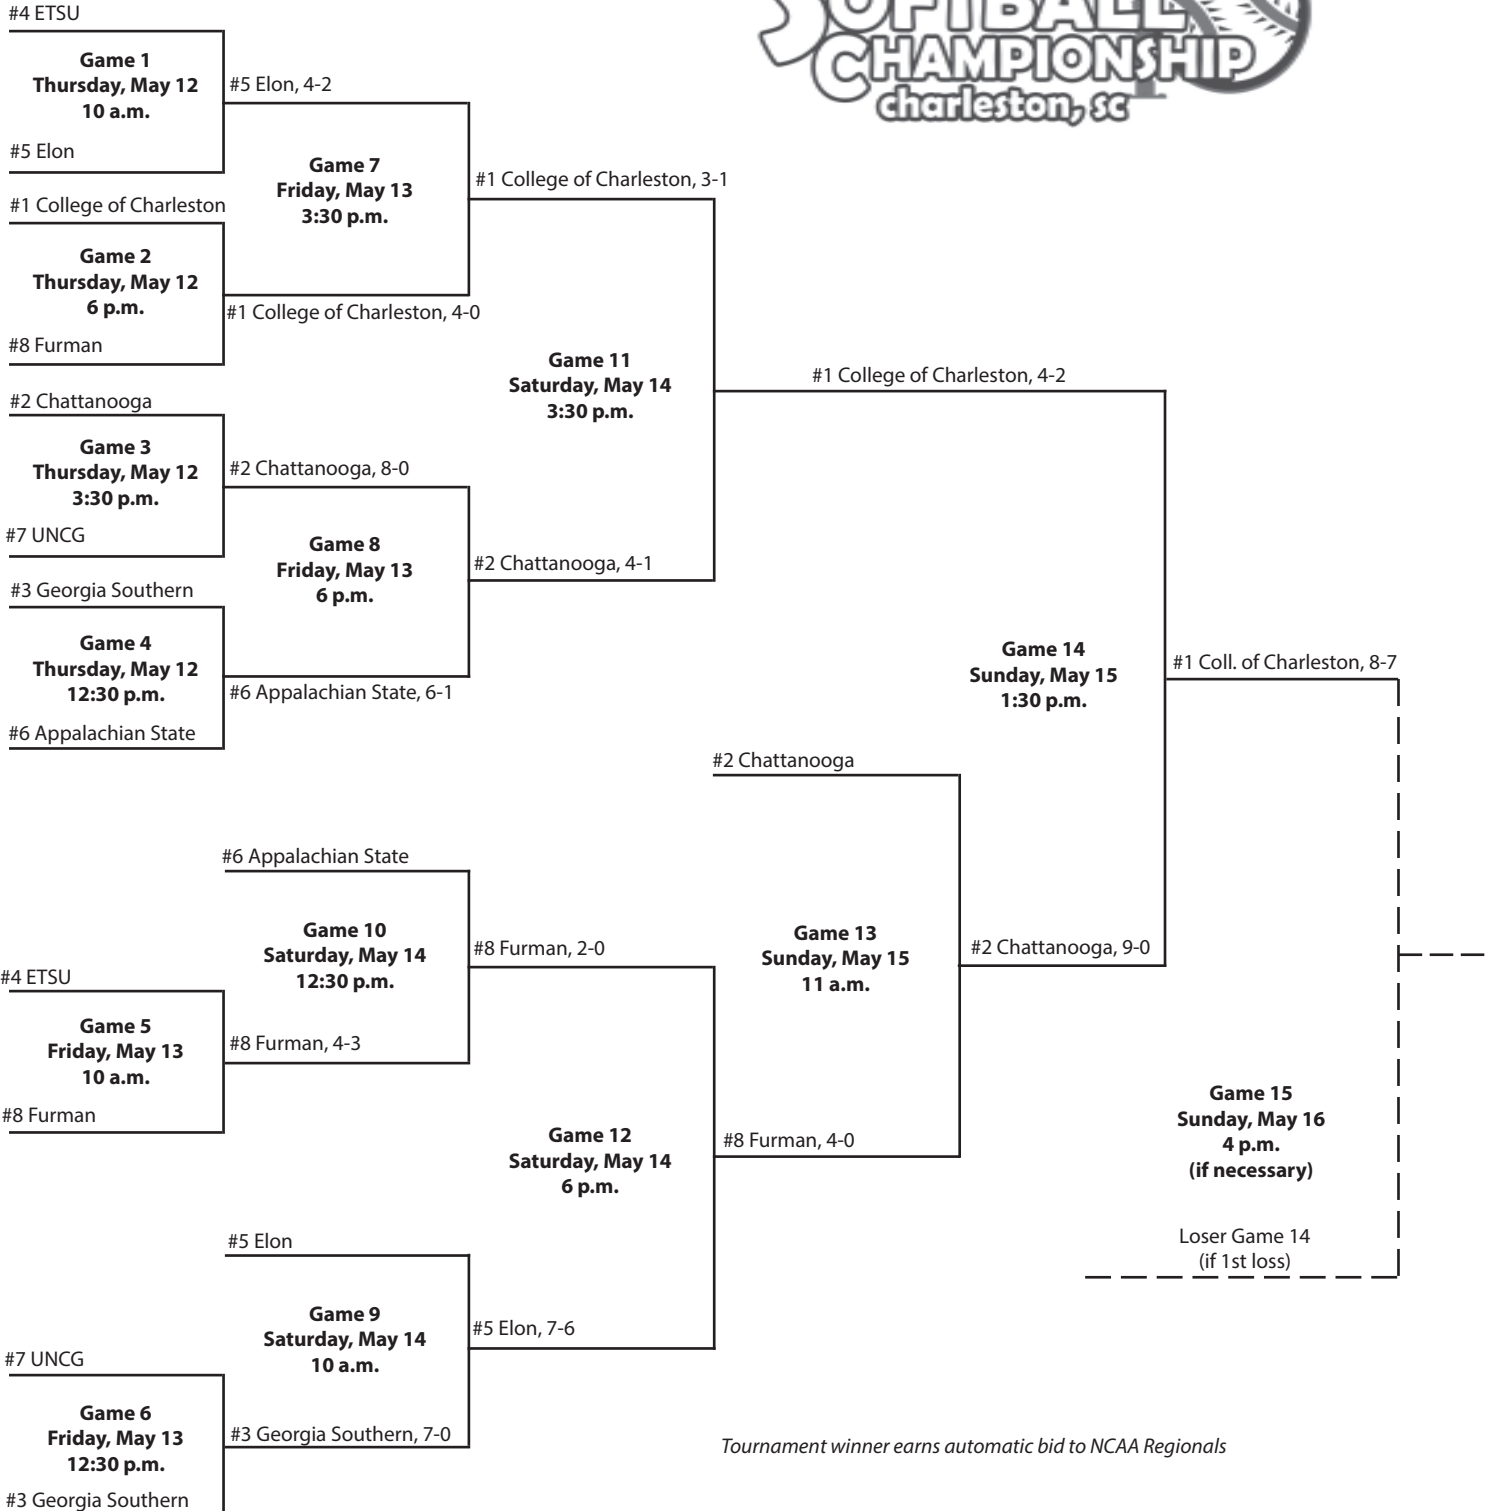 SOFTBALL
CHAMPIONSHIP
charleston, sc
#4 ETSU
Game 1
Thursday, May 12
10 a.m.
#5 Elon
#5 Elon, 4-2
#1 College of Charleston
Game 2
Thursday, May 12
6 p.m.
#8 Furman
#1 College of Charleston, 4-0
Game 7
Friday, May 13
3:30 p.m.
#1 College of Charleston, 3-1
#2 Chattanooga
Game 3
Thursday, May 12
3:30 p.m.
#7 UNCG
#2 Chattanooga, 8-0
#3 Georgia Southern
Game 4
Thursday, May 12
12:30 p.m.
#6 Appalachian State
#6 Appalachian State, 6-1
Game 8
Friday, May 13
6 p.m.
#2 Chattanooga, 4-1
Game 11
Saturday, May 14
3:30 p.m.
#1 College of Charleston, 4-2
Game 14
Sunday, May 15
1:30 p.m.
#1 Coll. of Charleston, 8-7
#2 Chattanooga
#6 Appalachian State
Game 10
Saturday, May 14
12:30 p.m.
#8 Furman, 2-0
#4 ETSU
Game 5
Friday, May 13
10 a.m.
#8 Furman
#8 Furman, 4-3
Game 13
Sunday, May 15
11 a.m.
#2 Chattanooga, 9-0
Game 12
Saturday, May 14
6 p.m.
#8 Furman, 4-0
Game 15
Sunday, May 16
4 p.m.
(if necessary)
Loser Game 14
(if 1st loss)
#5 Elon
Game 9
Saturday, May 14
10 a.m.
#5 Elon, 7-6
#7 UNCG
Game 6
Friday, May 13
12:30 p.m.
#3 Georgia Southern
#3 Georgia Southern, 7-0
Tournament winner earns automatic bid to NCAA Regionals